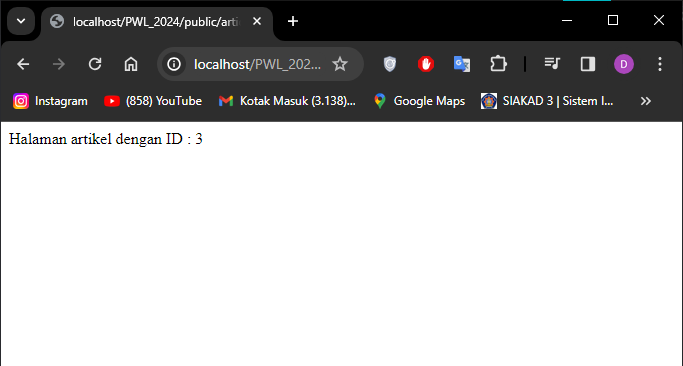 localhost/PWL_2024/public/arti
localhost/PWL_202...
D
Instagram
(858) YouTube
Kotak Masuk (3.138)...
Google Maps
SIAKAD 3 | Sistem I...
Halaman artikel dengan ID : 3